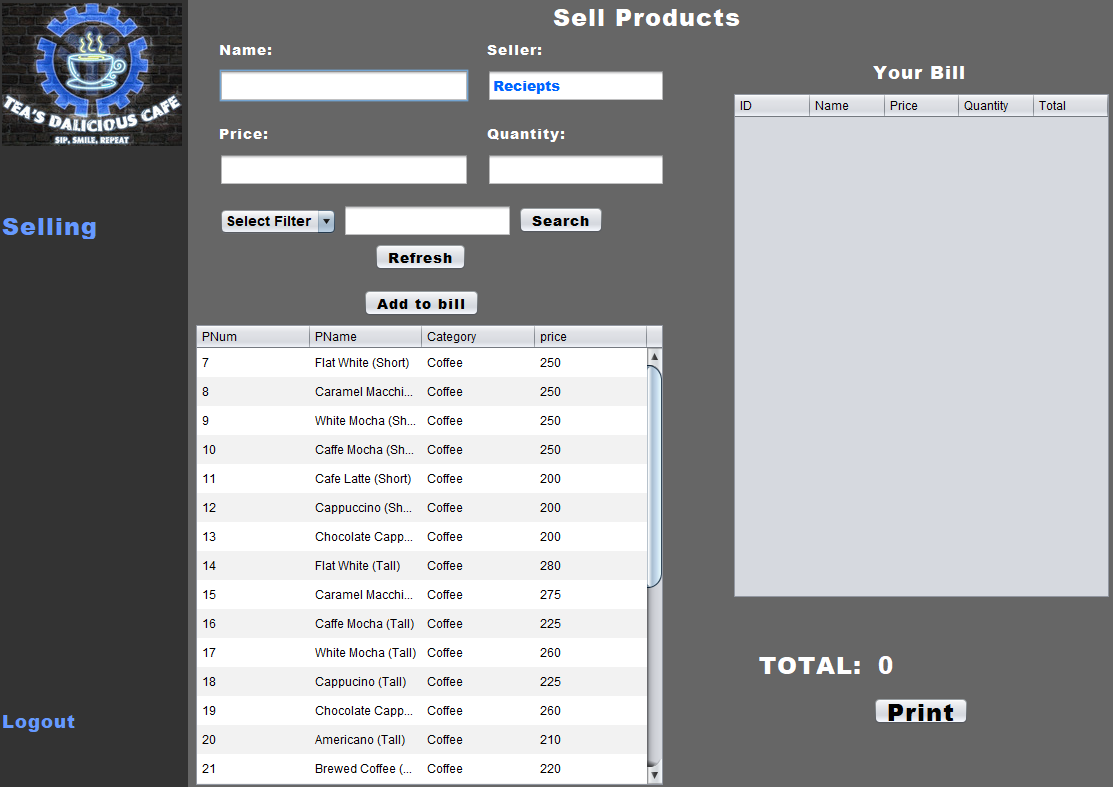 TEA'S DALICIOUS CAFE
SIP, SMILE, REPEAT
Selling
Logout
Sell Products
Name:
Seller:
Reciepts
Price:
Quantity:
Select Filter
Search
Refresh
Add to bill
PNum PName Category price
7 Flat White (Short) Coffee 250
8 Caramel Macchi... Coffee 250
9 White Mocha (Sh... Coffee 250
10 Caffe Mocha (Sh... Coffee 250
11 Cafe Latte (Short) Coffee 200
12 Cappuccino (Sh... Coffee 200
13 Chocolate Capp... Coffee 200
14 Flat White (Tall) Coffee 280
15 Caramel Macchi... Coffee 275
16 Caffe Mocha (Tall) Coffee 225
17 White Mocha (Tall) Coffee 260
18 Cappucino (Tall) Coffee 225
19 Chocolate Capp... Coffee 260
20 Americano (Tall) Coffee 210
21 Brewed Coffee (... Coffee 220
Your Bill
ID Name Price Quantity Total
TOTAL: 0
Print